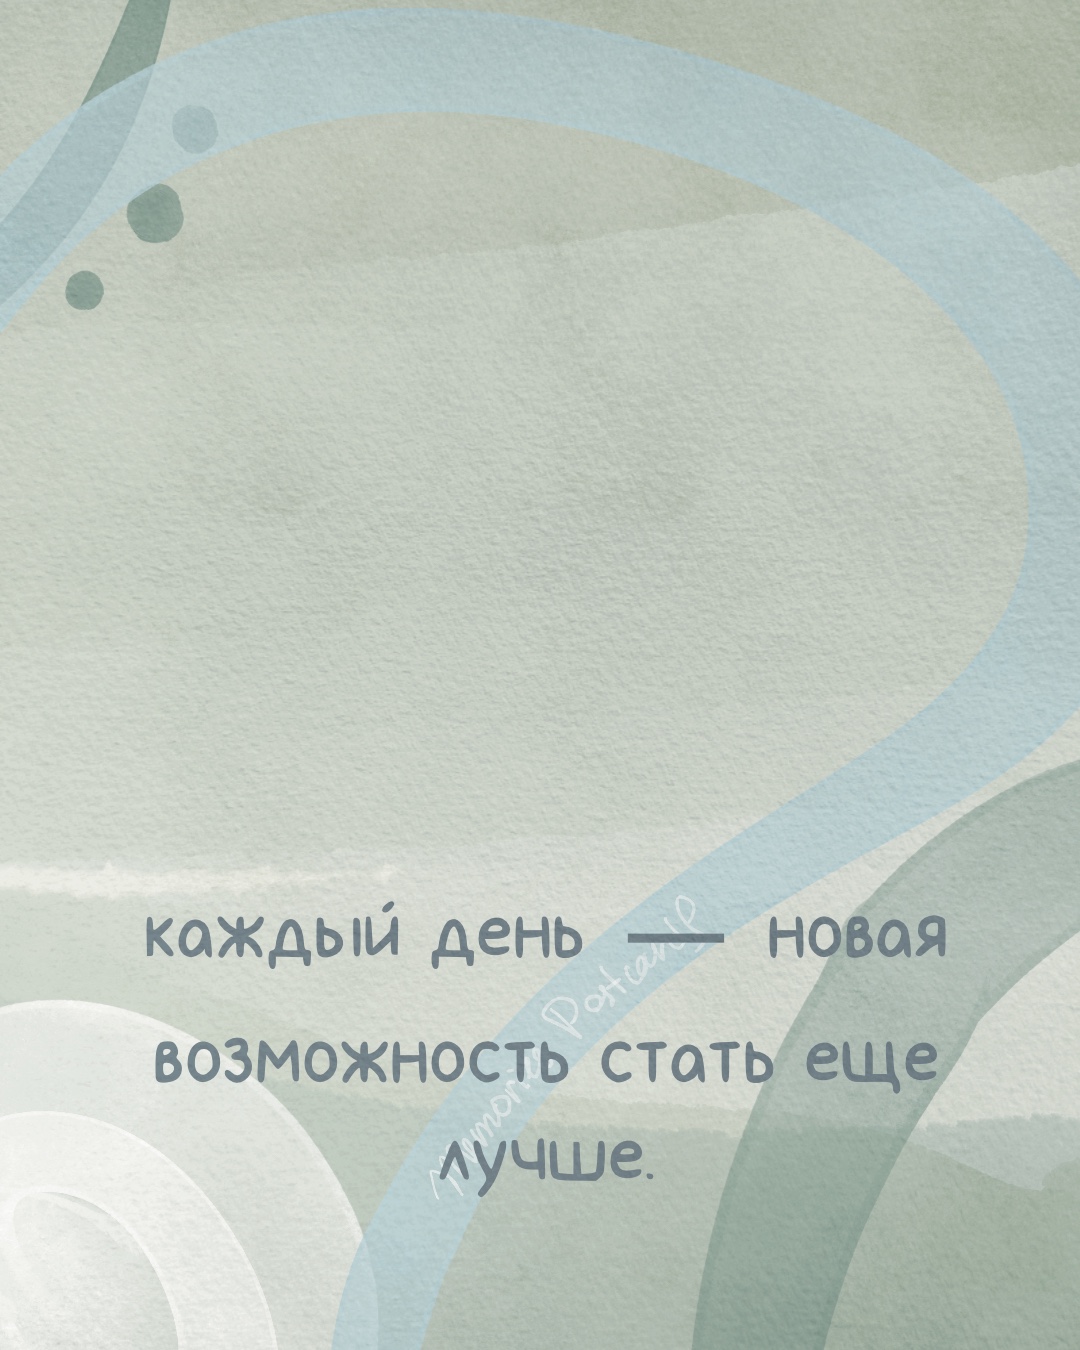 каждый день — новая
возможность стать еще
лучше.